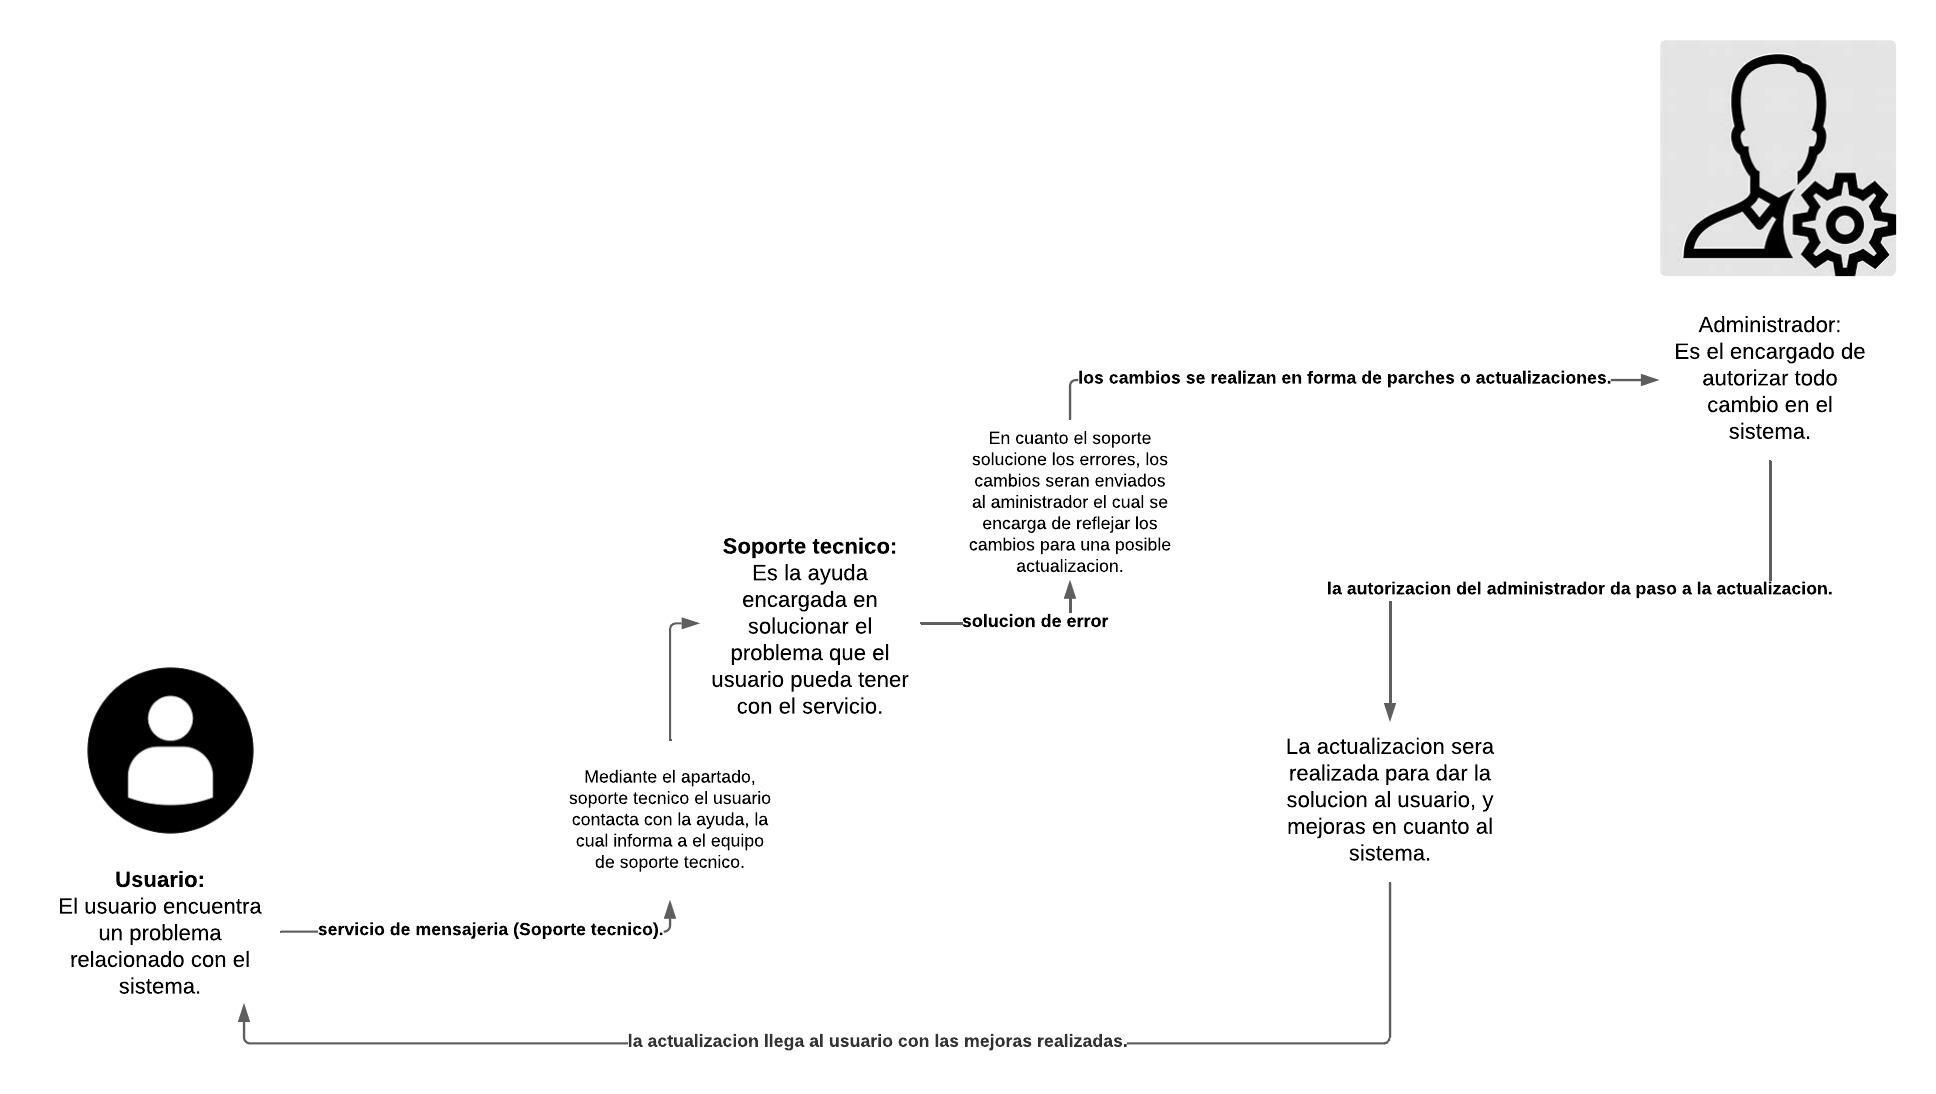 Usuario:
El usuario encuentra
un problema
relacionado con el
sistema.
servicio de mensajeria (Soporte tecnico).
Mediante el apartado,
soporte tecnico el usuario
contacta con la ayuda, la
cual informa a el equipo
de soporte tecnico.
Soporte tecnico:
Es la ayuda
encargada en
solucionar el
problema que el
usuario pueda tener
con el servicio.
solucion de error
En cuanto el soporte
solucione los errores, los
cambios seran enviados
al aministrador el cual se
encarga de reflejar los
cambios para una posible
actualizacion.
los cambios se realizan en forma de parches o actualizaciones.
Administrador:
Es el encargado de
autorizar todo
cambio en el
sistema.
la autorizacion del administrador da paso a la actualizacion.
La actualizacion sera
realizada para dar la
solucion al usuario, y
mejoras en cuanto al
sistema.
la actualizacion llega al usuario con las mejoras realizadas.